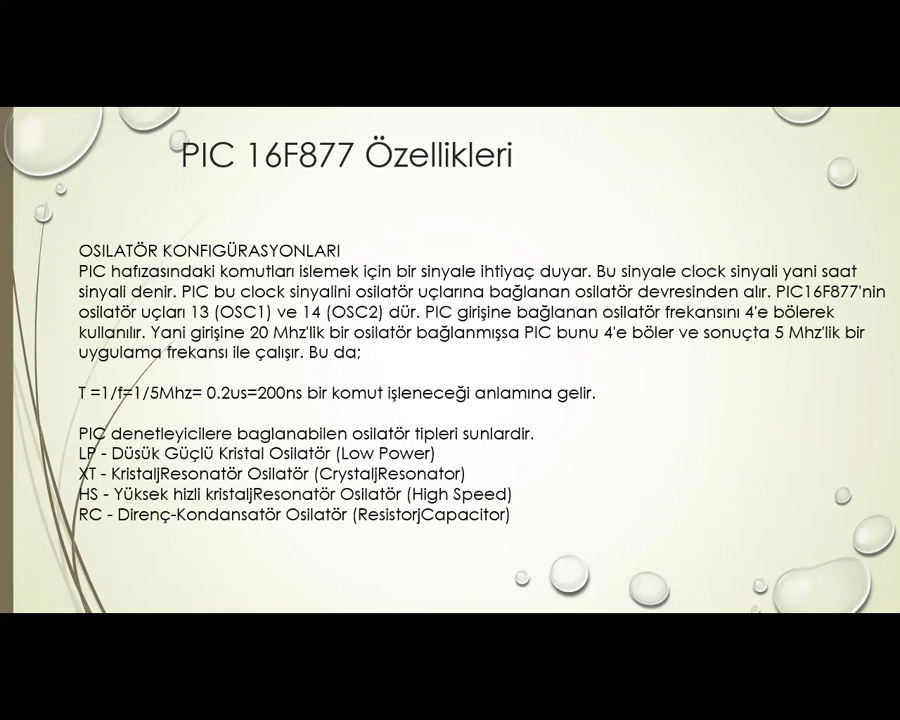 PIC 16F877 Özellikleri
OSILATÖR KONFIGÜRASYONLARI
PIC hafızasındaki komutları islemek için bir sinyale ihtiyaç duyar. Bu sinyale clock sinyali yani saat
sinyali denir. PIC bu clock sinyalini osilatör uçlarına bağlanan osilatör devresinden alır. PIC16F877'nin
osilatör uçları 13 (OSC1) ve 14 (OSC2) dür. PIC girişine bağlanan osilatör frekansını 4'e bölerek
kullanılır. Yani girişine 20 Mhz'lik bir osilatör bağlanmışsa PIC bunu 4'e böler ve sonuçta 5 Mhz'lik bir
uygulama frekansı ile çalışır. Bu da;
T =1/f=1/5Mhz= 0.2us=200ns bir komut işleneceği anlamına gelir.
PIC denetleyicilere baglanabilen osilatör tipleri sunlardir.
LP - Düsük Güçlü Kristal Osilatör (Low Power)
XT - KristaljResonatör Osilatör (CrystaljResonator)
HS - Yüksek hizli kristaljResonatör Osilatör (High Speed)
RC - Direnç-Kondansatör Osilatör (ResistorjCapacitor)